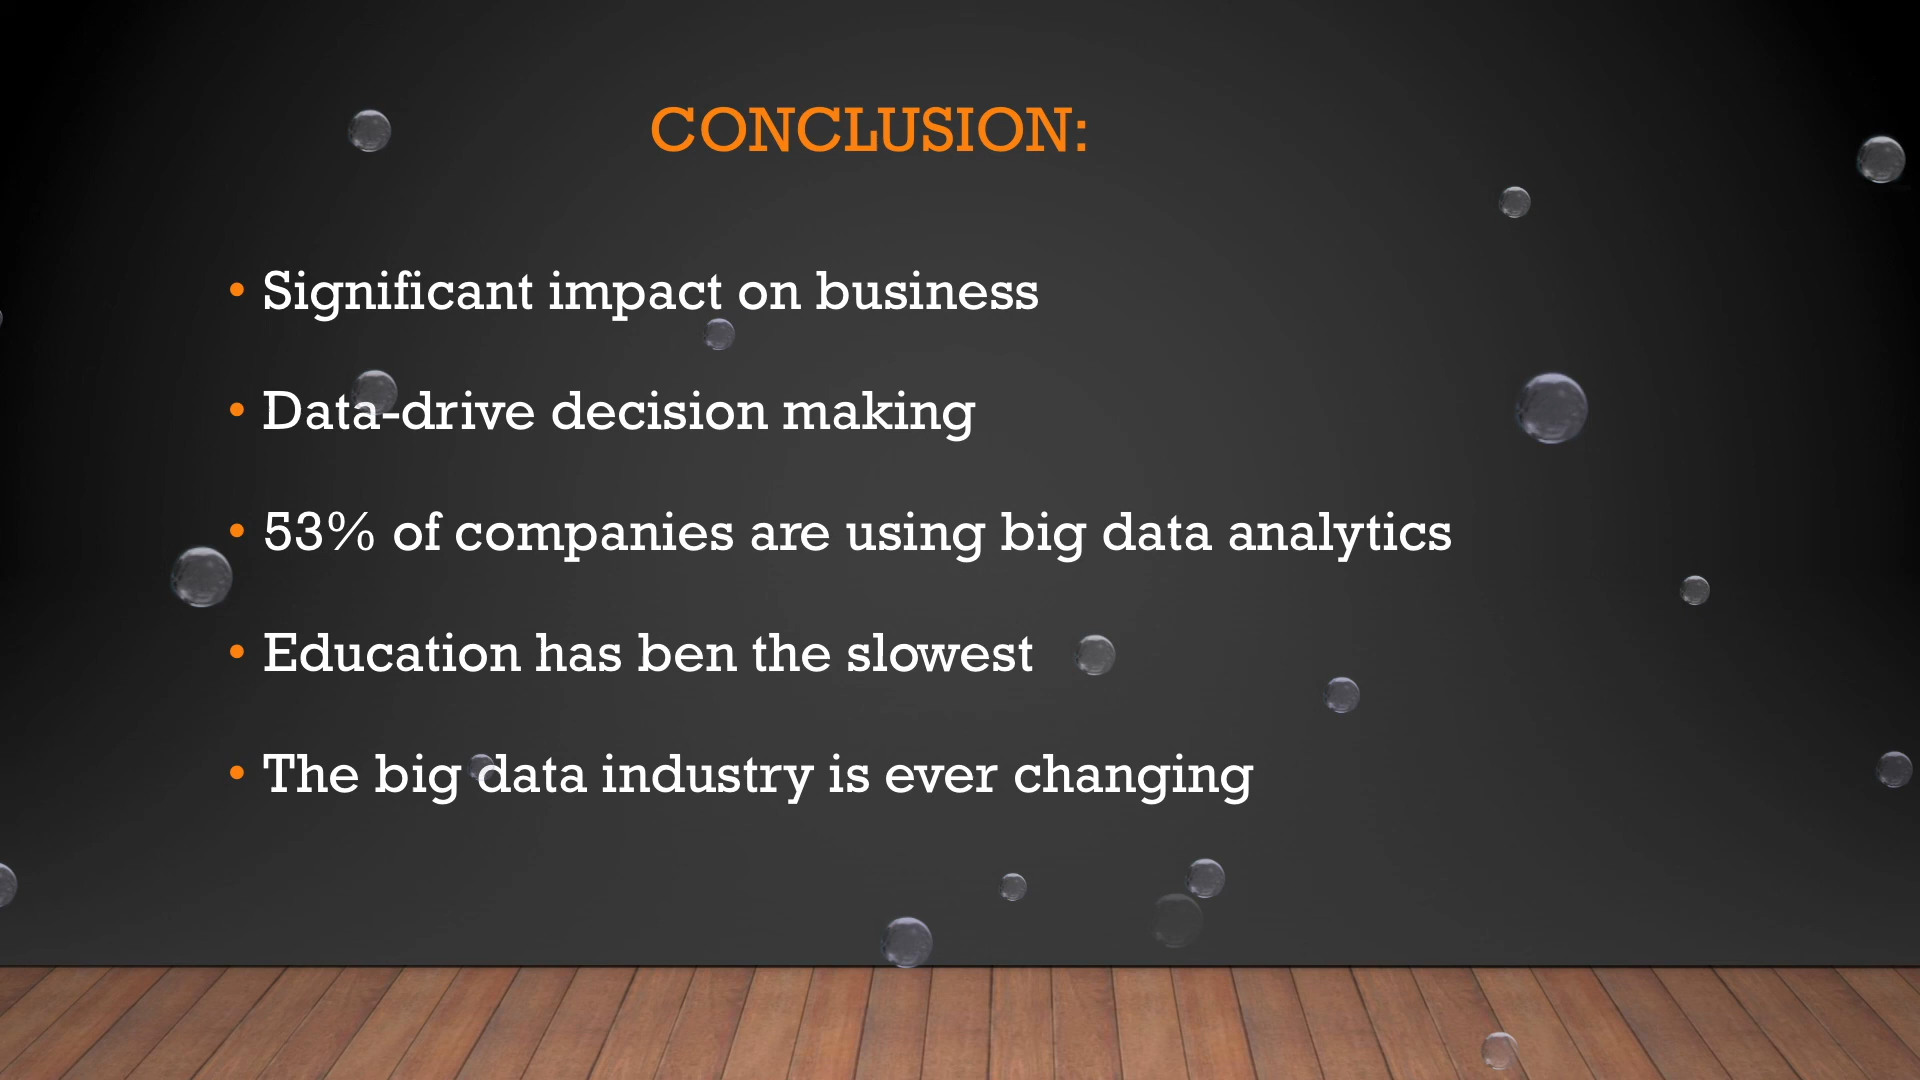 CONCLUSION:
• Significant impact on business
• Data-drive decision making
• 53% of companies are using big data analytics
• Education has ben the slowest
• The big data industry is ever changing